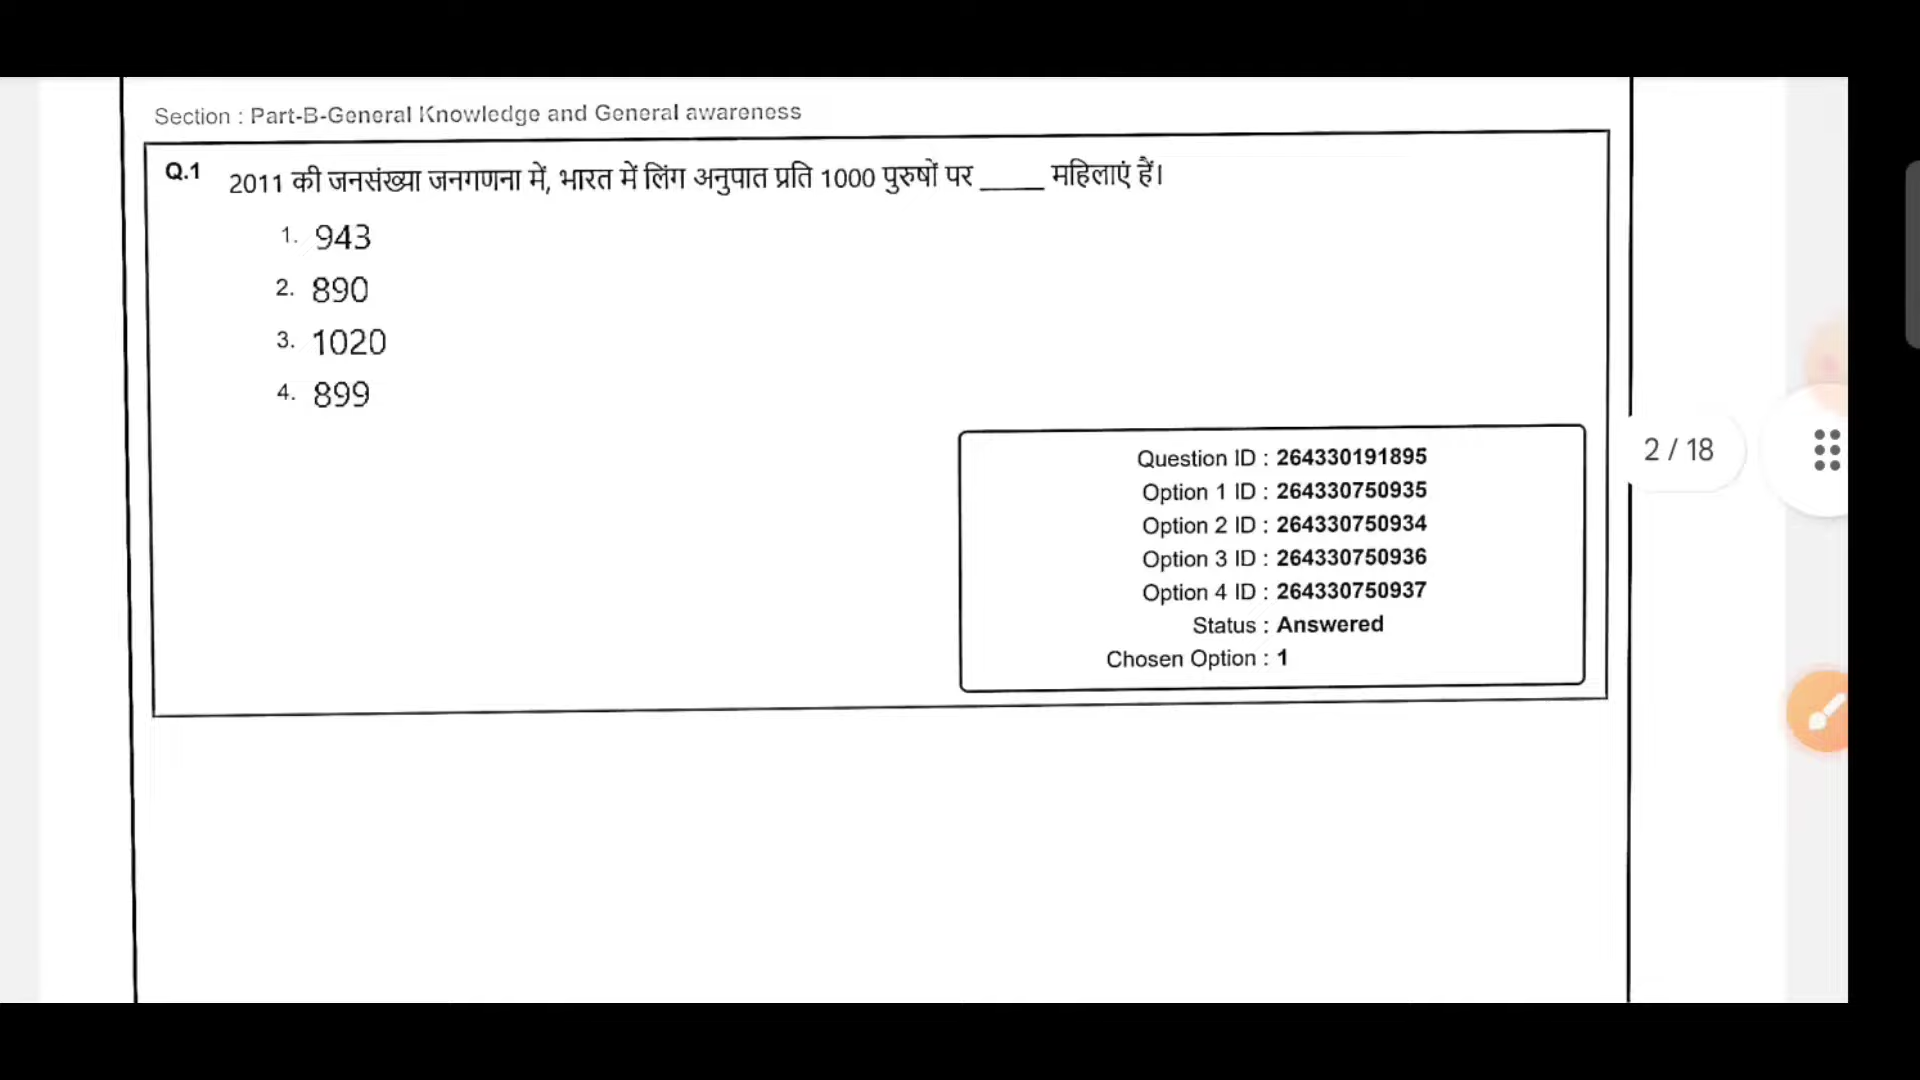 Section : Part-B-General Knowledge and General awareness
Q.1 2011 की जनसंख्या जनगणना में, भारत में लिंग अनुपात प्रति 1000 पुरुषों पर _____ महिलाएं हैं।
1. 943
2. 890
3. 1020
4. 899
Question ID : 264330191895
Option 1 ID : 264330750935
Option 2 ID : 264330750934
Option 3 ID : 264330750936
Option 4 ID : 264330750937
Status : Answered
Chosen Option : 1
2 / 18